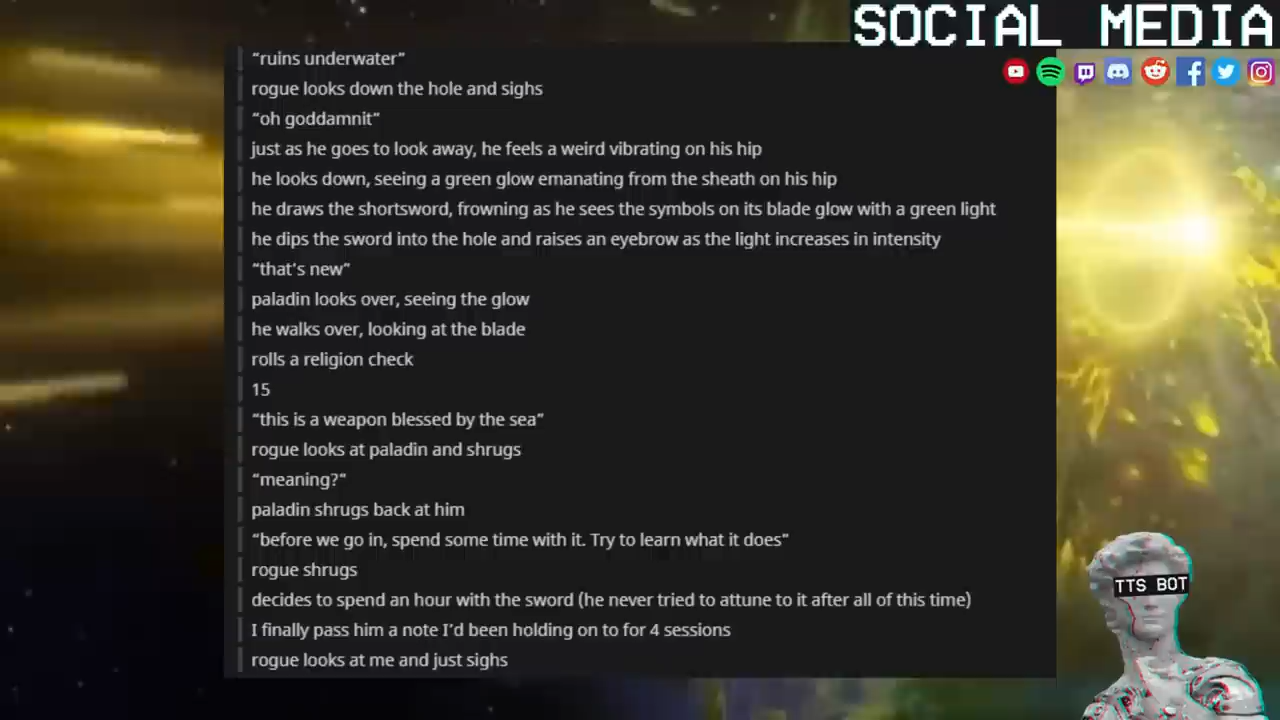 SOCIAL MEDIA
“ruins underwater”
rogue looks down the hole and sighs
“oh goddamnit”
just as he goes to look away, he feels a weird vibrating on his hip
he looks down, seeing a green glow emanating from the sheath on his hip
he draws the shortsword, frowning as he sees the symbols on its blade glow with a green light
he dips the sword into the hole and raises an eyebrow as the light increases in intensity
“that’s new”
paladin looks over, seeing the glow
he walks over, looking at the blade
rolls a religion check
15
“this is a weapon blessed by the sea”
rogue looks at paladin and shrugs
“meaning?”
paladin shrugs back at him
“before we go in, spend some time with it. Try to learn what it does”
rogue shrugs
decides to spend an hour with the sword (he never tried to attune to it after all of this time)
I finally pass him a note I’d been holding on to for 4 sessions
rogue looks at me and just sighs
TTS BOT